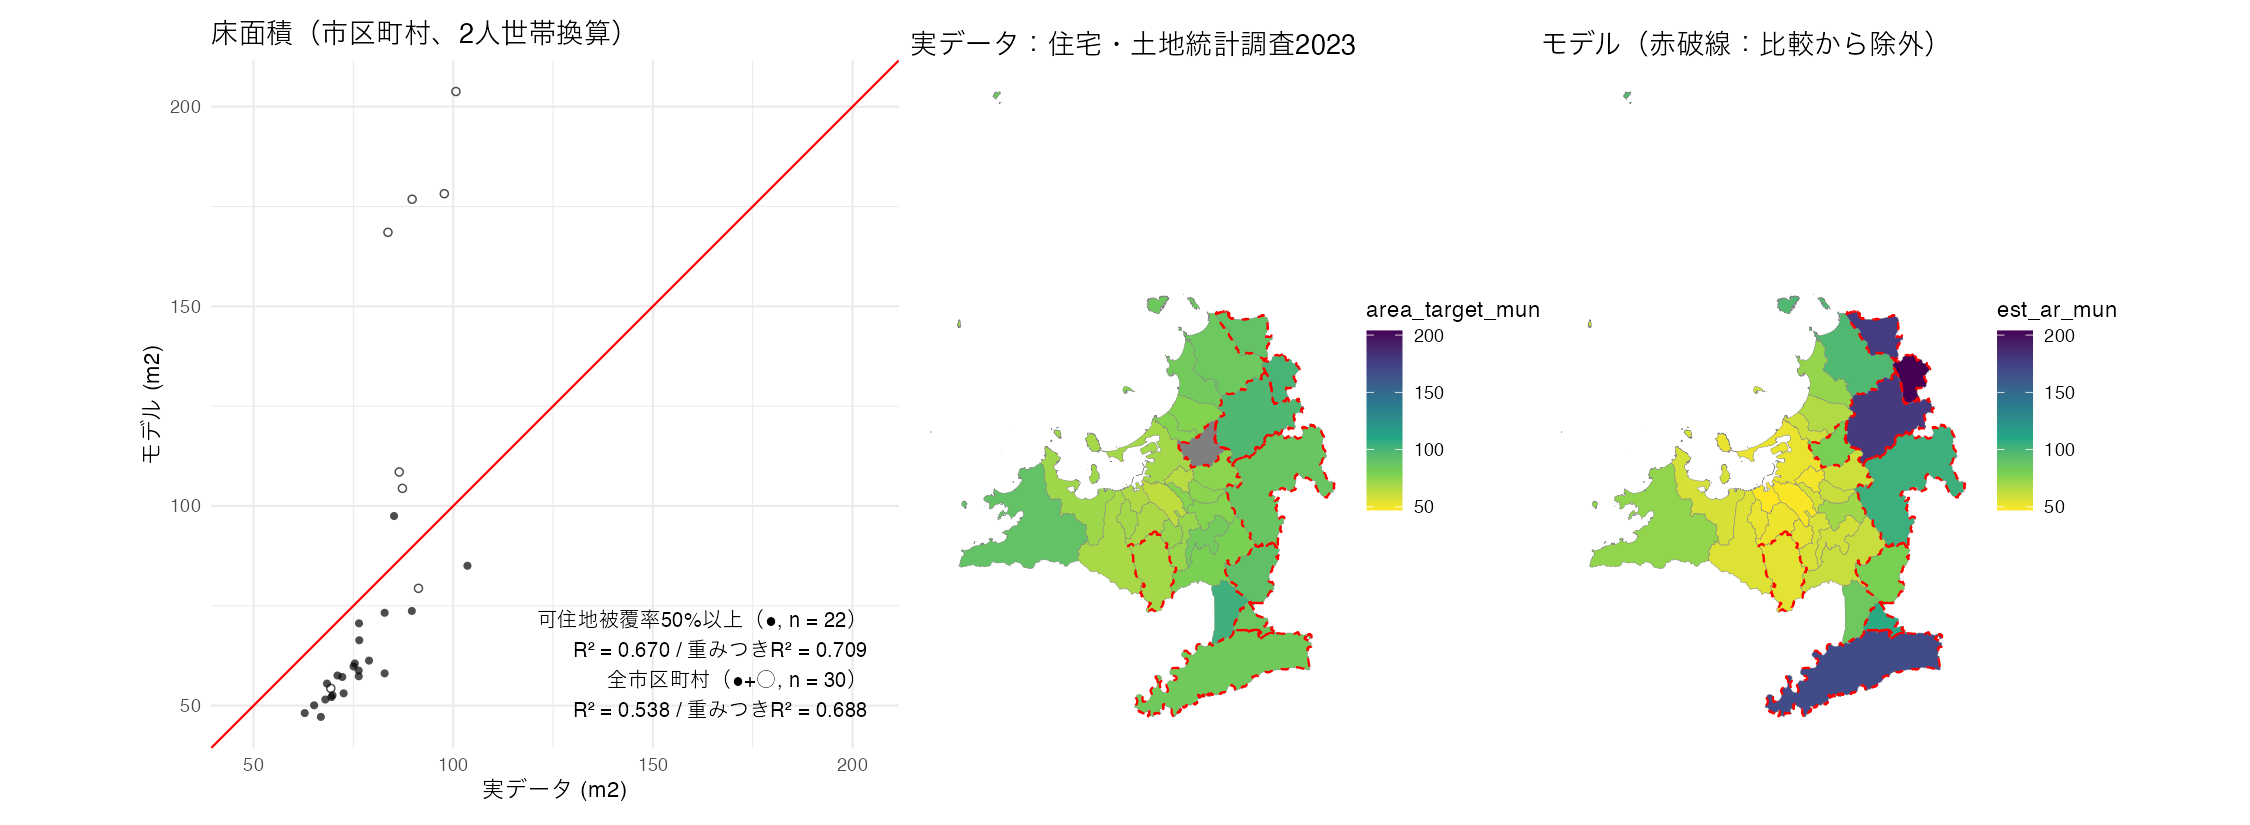 床面積（市区町村、2人世帯換算）
200
150
100
50
モデル (m2)
50
100
150
200
実データ (m2)
可住地被覆率50%以上（●, n = 22）
R² = 0.670 / 重みつきR² = 0.709
全市区町村（●+○, n = 30）
R² = 0.538 / 重みつきR² = 0.688
実データ：住宅・土地統計調査2023
area_target_mun
200
150
100
50
モデル（赤破線：比較から除外）
est_ar_mun
200
150
100
50